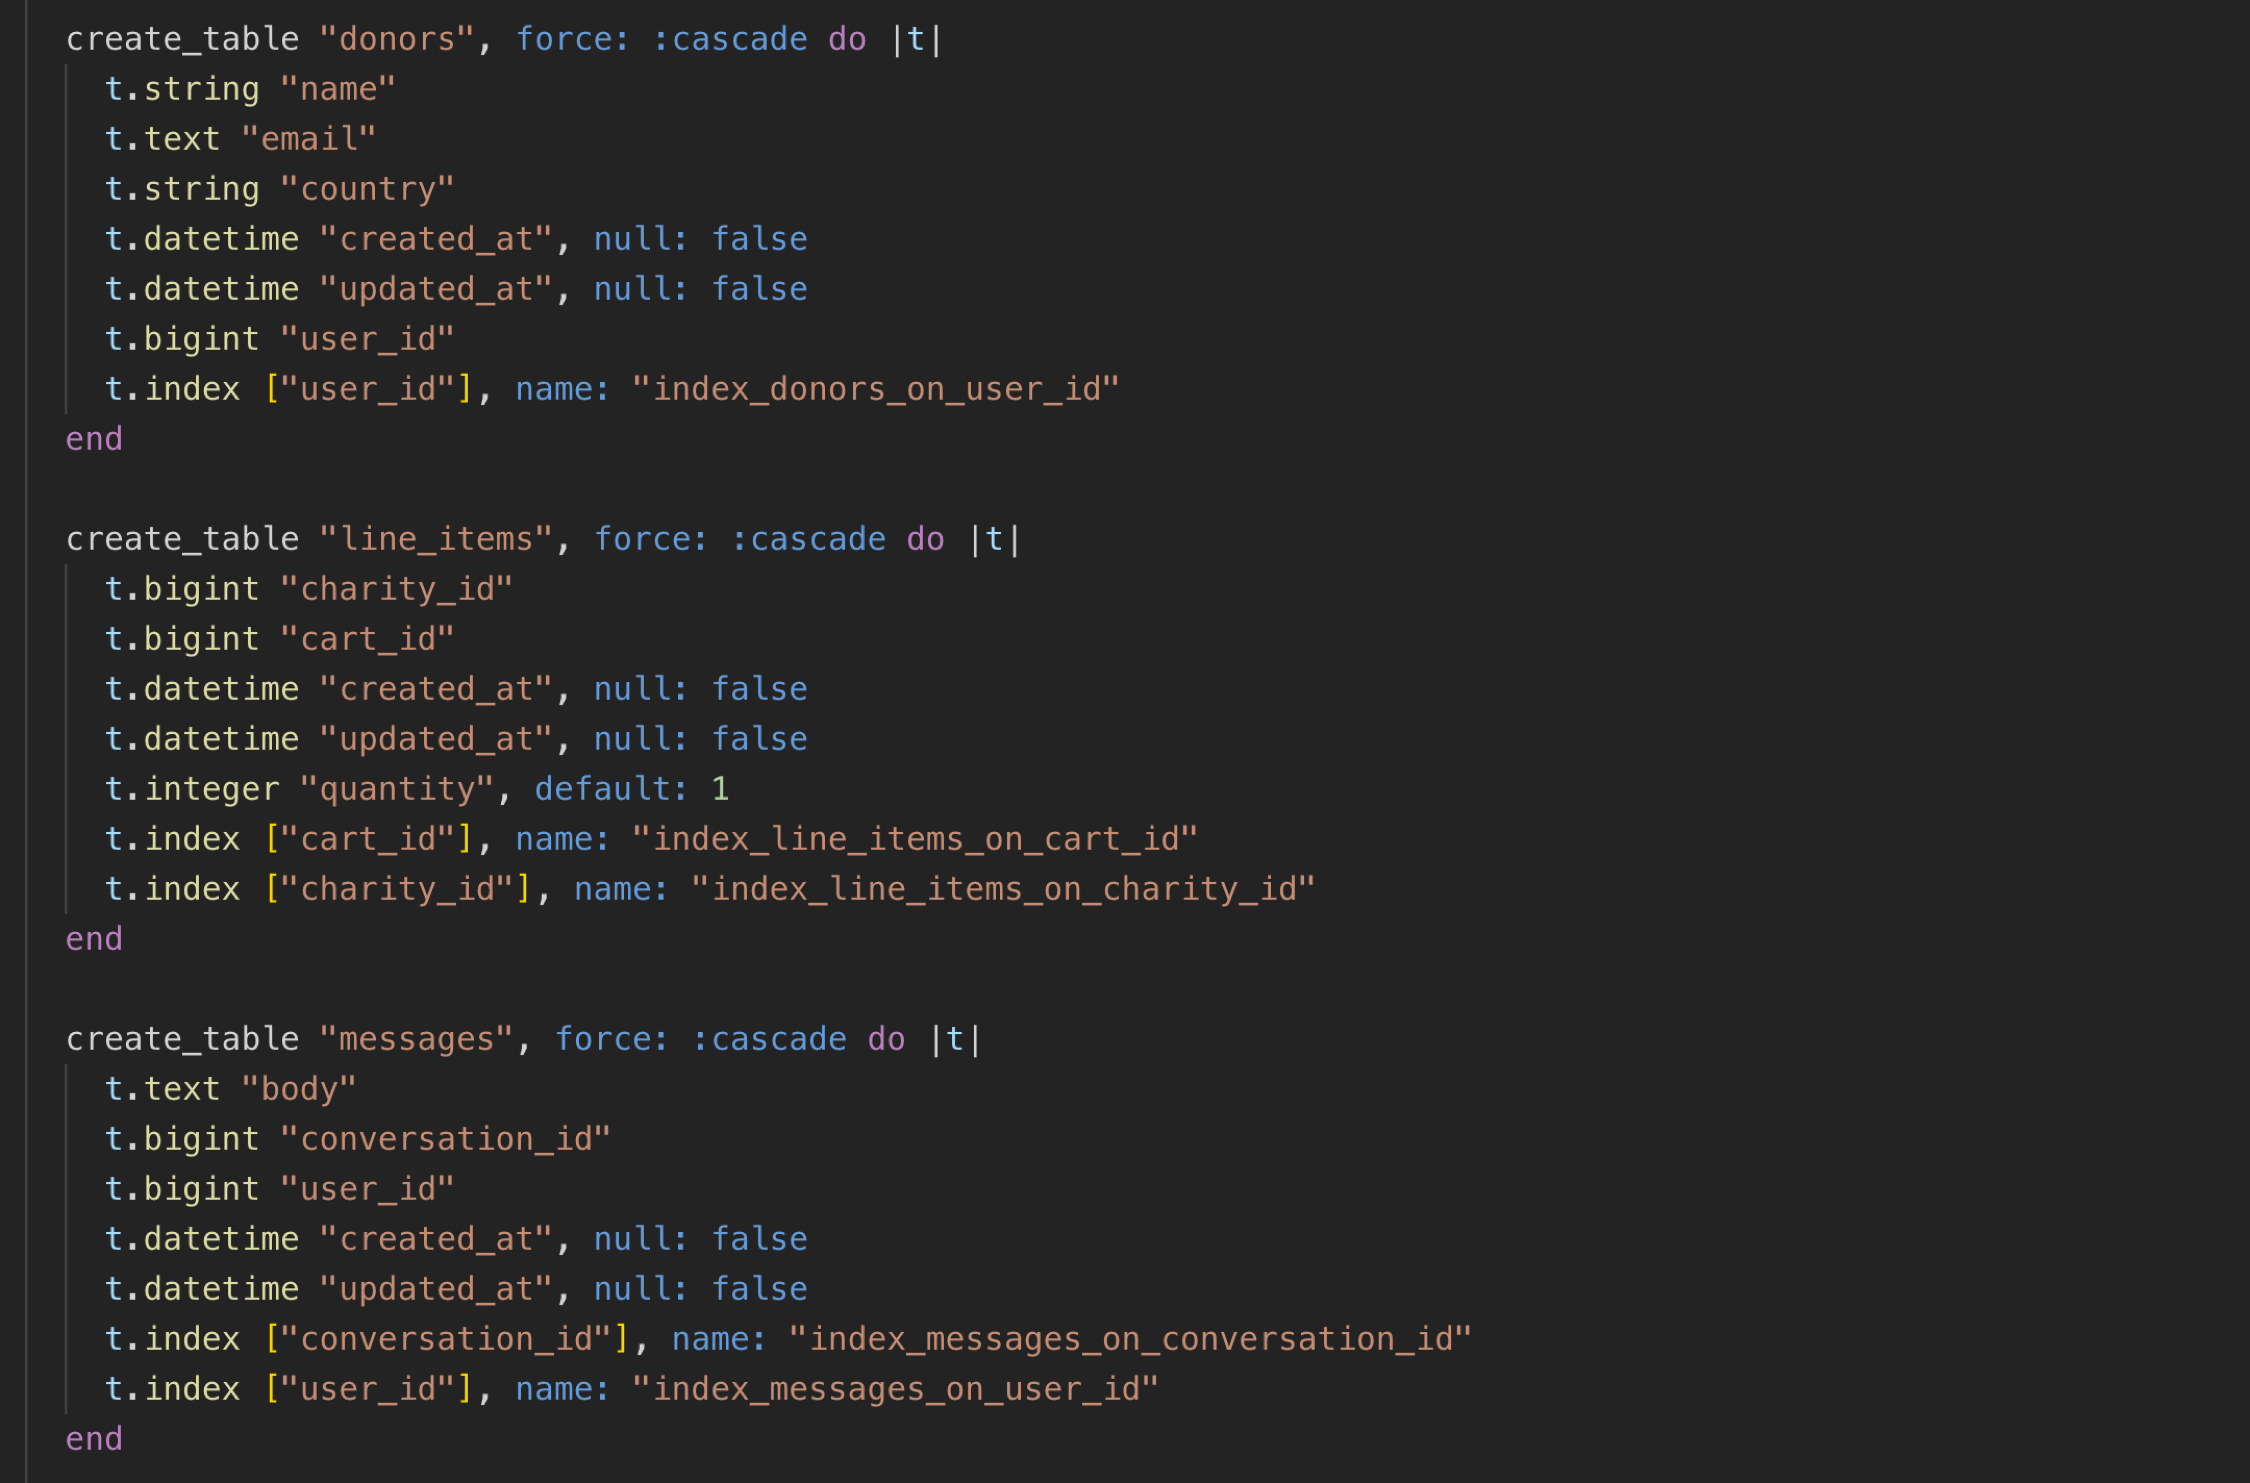 create_table "donors", force: :cascade do |t|
t.string "name"
t.text "email"
t.string "country"
t.datetime "created_at", null: false
t.datetime "updated_at", null: false
t.bigint "user_id"
t.index ["user_id"], name: "index_donors_on_user_id"
end
create_table "line_items", force: :cascade do |t|
t.bigint "charity_id"
t.bigint "cart_id"
t.datetime "created_at", null: false
t.datetime "updated_at", null: false
t.integer "quantity", default: 1
t.index ["cart_id"], name: "index_line_items_on_cart_id"
t.index ["charity_id"], name: "index_line_items_on_charity_id"
end
create_table "messages", force: :cascade do |t|
t.text "body"
t.bigint "conversation_id"
t.bigint "user_id"
t.datetime "created_at", null: false
t.datetime "updated_at", null: false
t.index ["conversation_id"], name: "index_messages_on_conversation_id"
t.index ["user_id"], name: "index_messages_on_user_id"
end